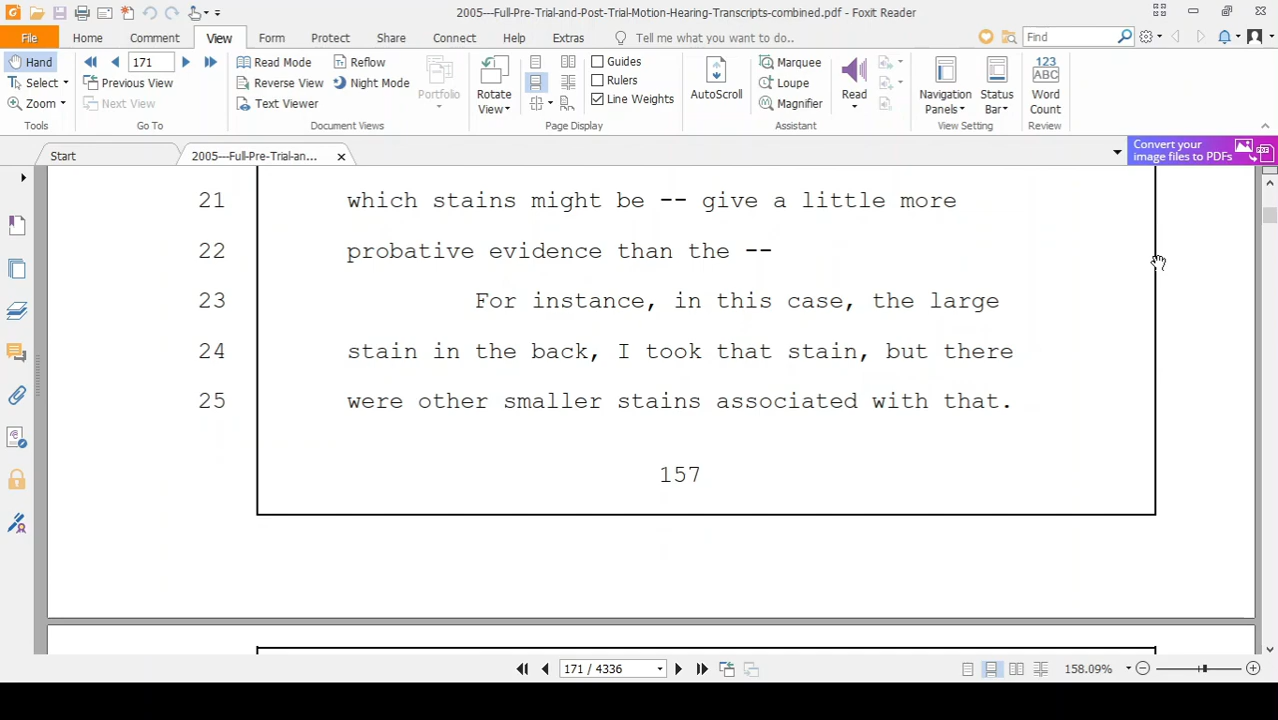 2005---Full-Pre-Trial-and-Post-Trial-Motion-Hearing-Transcripts-combined.pdf - Foxit Reader
File Home Comment View Form Protect Share Connect Help Extras Tell me what you want to do.. Find
Hand 171 Read Mode Reflow Guides Marquee
Select Previous View Reverse View Night Mode Portfolio Rotate View Rulers AutoScroll Loupe Read Navigation Panels Status Bar 123 ABC Word Count
Zoom Next View Text Viewer Line Weights Magnifier
Tools Go To Document Views Page Display Assistant View Setting Review
Start 2005---Full-Pre-Trial-an... Convert your
image files to PDFs
21 which stains might be -- give a little more
22 probative evidence than the --
23 For instance, in this case, the large
24 stain in the back, I took that stain, but there
25 were other smaller stains associated with that.
157
171 / 4336 158.09%